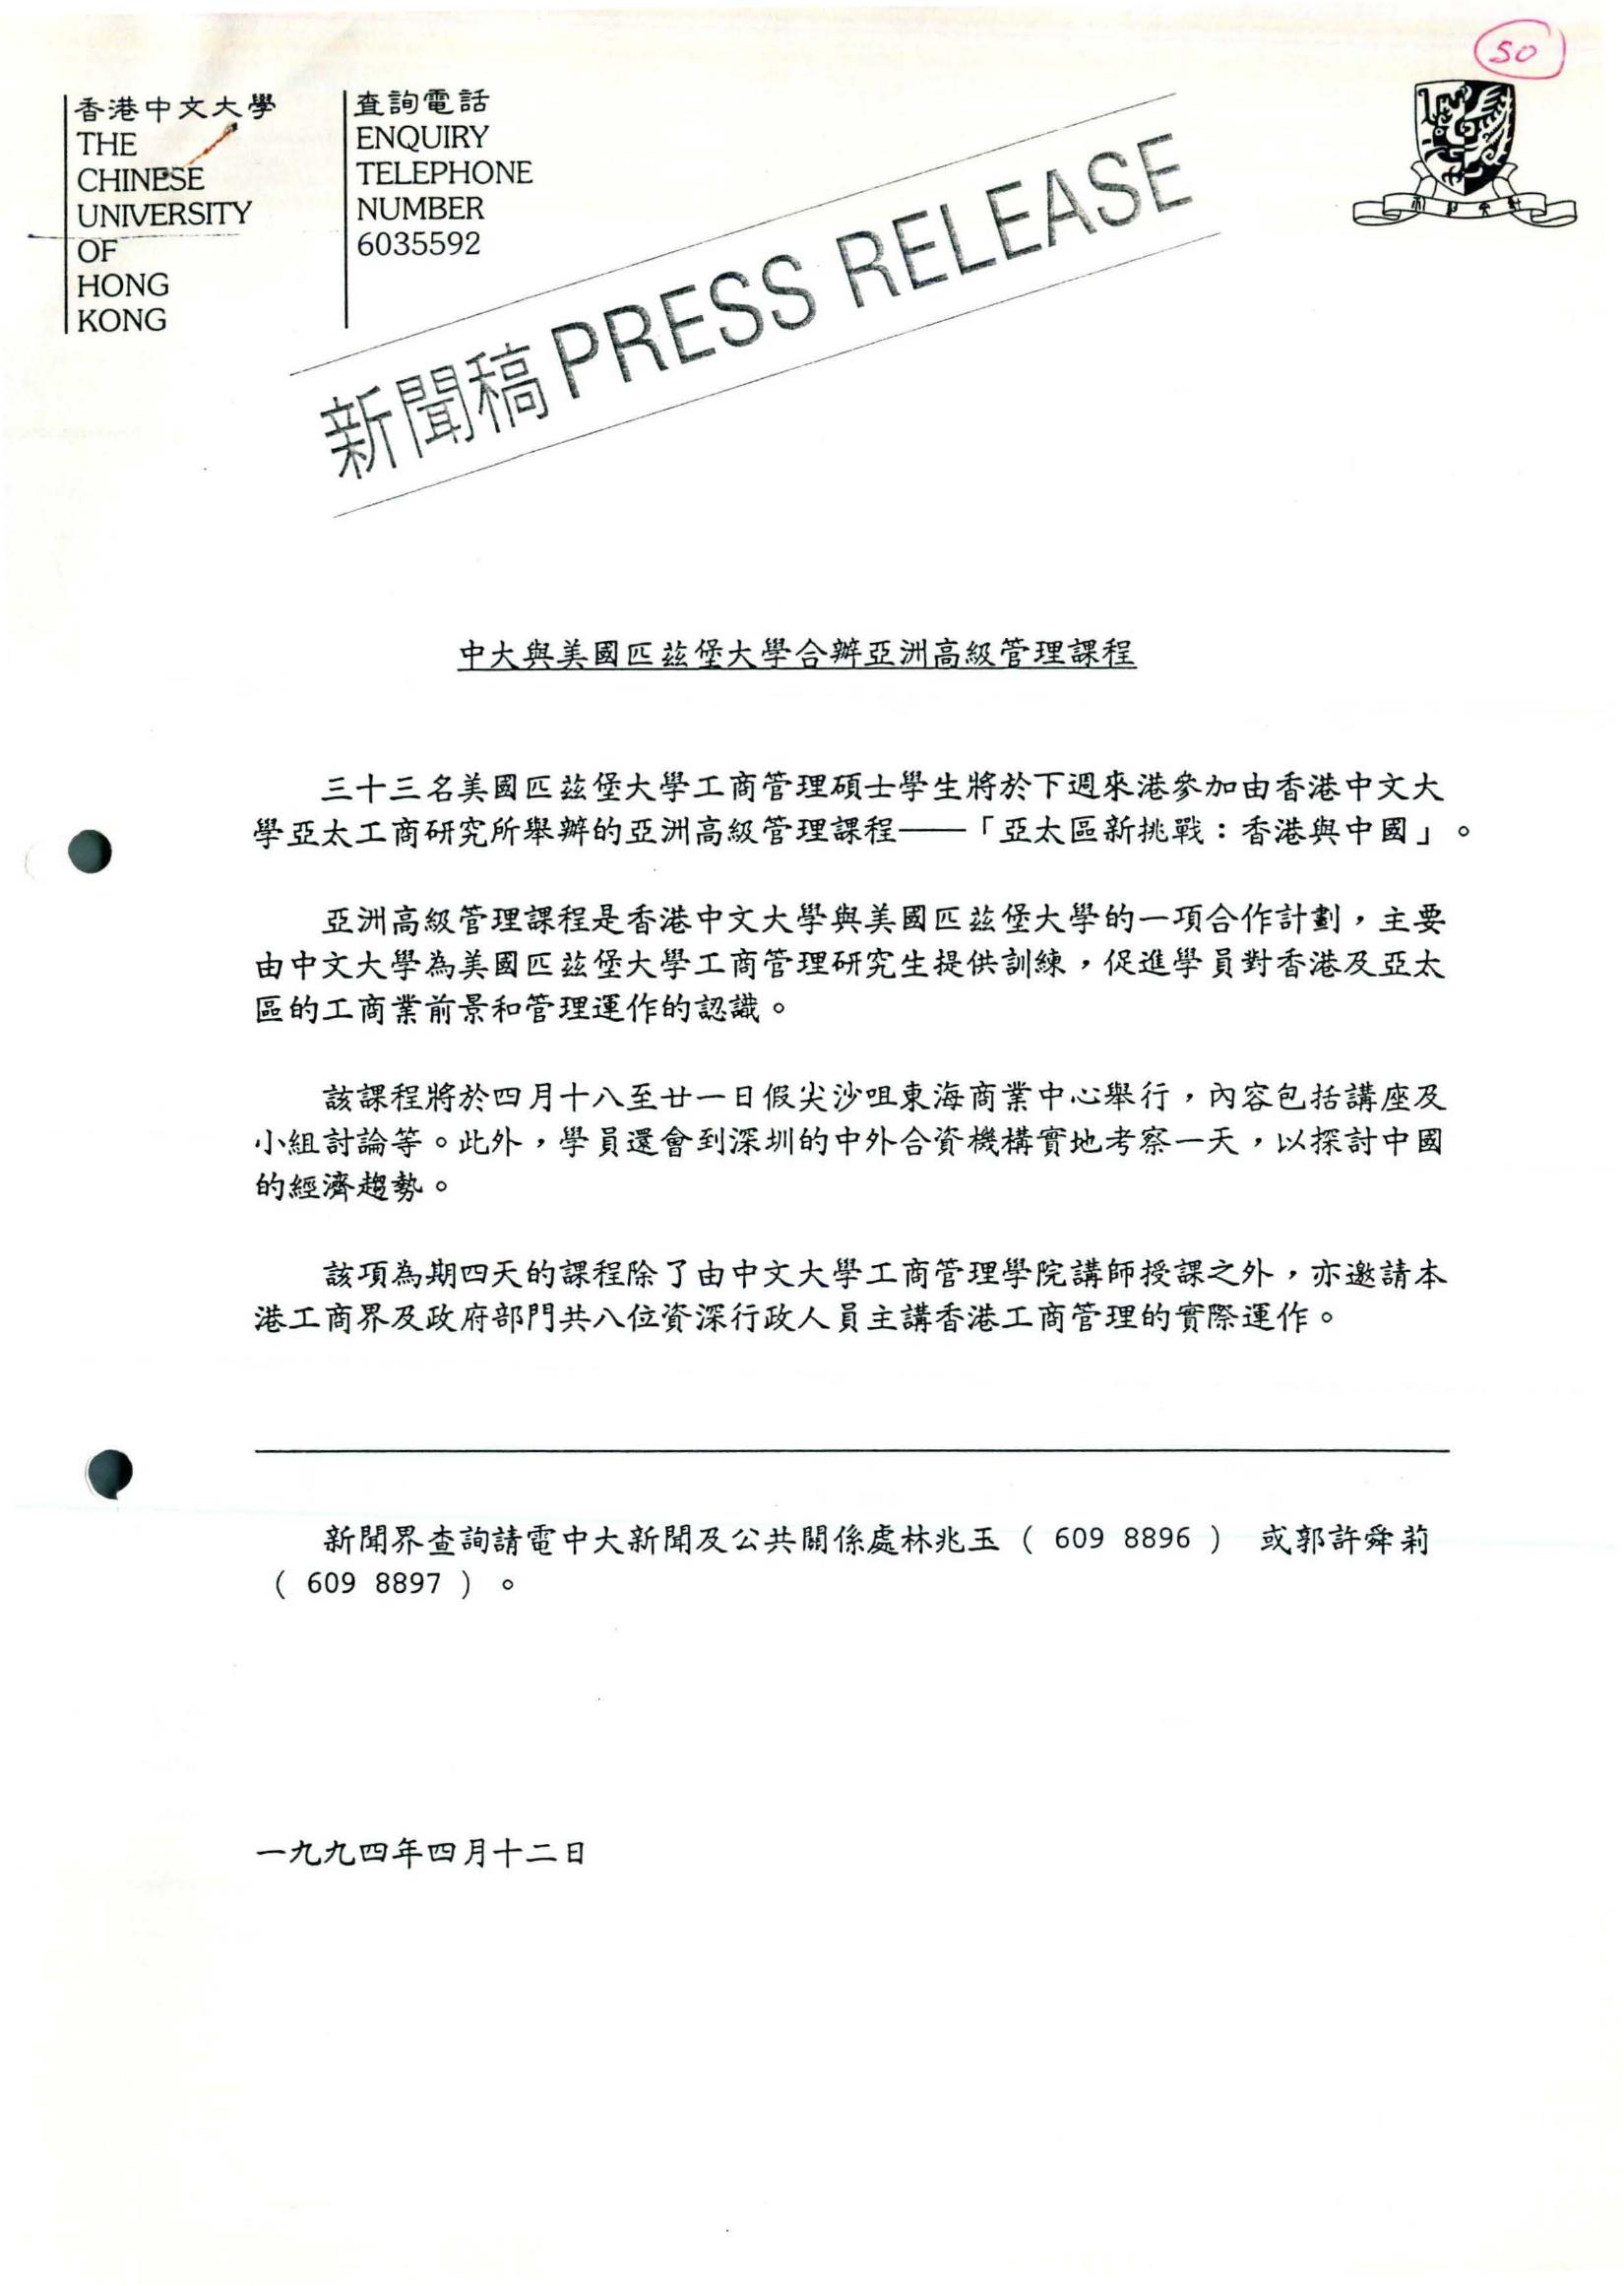 50
香港中文大學
THE
CHINESE
UNIVERSITY
OF
HONG
KONG
查詢電話
ENQUIRY
TELEPHONE
NUMBER
6035592
新聞稿 PRESS RELEASE
中大與美國匹茲堡大學合辦亞洲高級管理課程
三十三名美國匹茲堡大學工商管理碩士學生將於下週來港參加由香港中文大
學亞太工商研究所舉辦的亞洲高級管理課程——「亞太區新挑戰：香港與中國」。
亞洲高級管理課程是香港中文大學與美國匹茲堡大學的一項合作計劃，主要
由中文大學為美國匹茲堡大學工商管理研究生提供訓練，促進學員對香港及亞太
區的工商業前景和管理運作的認識。
該課程將於四月十八至廿一日假尖沙咀東海商業中心舉行，內容包括講座及
小組討論等。此外，學員還會到深圳的中外合資機構實地考察一天，以探討中國
的經濟趨勢。
該項為期四天的課程除了由中文大學工商管理學院講師授課之外，亦邀請本
港工商界及政府部門共八位資深行政人員主講香港工商管理的實際運作。
新聞界查詢請電中大新聞及公共關係處林兆玉（ 609 8896 ） 或郭許舜莉
（ 609 8897 ）。
一九九四年四月十二日